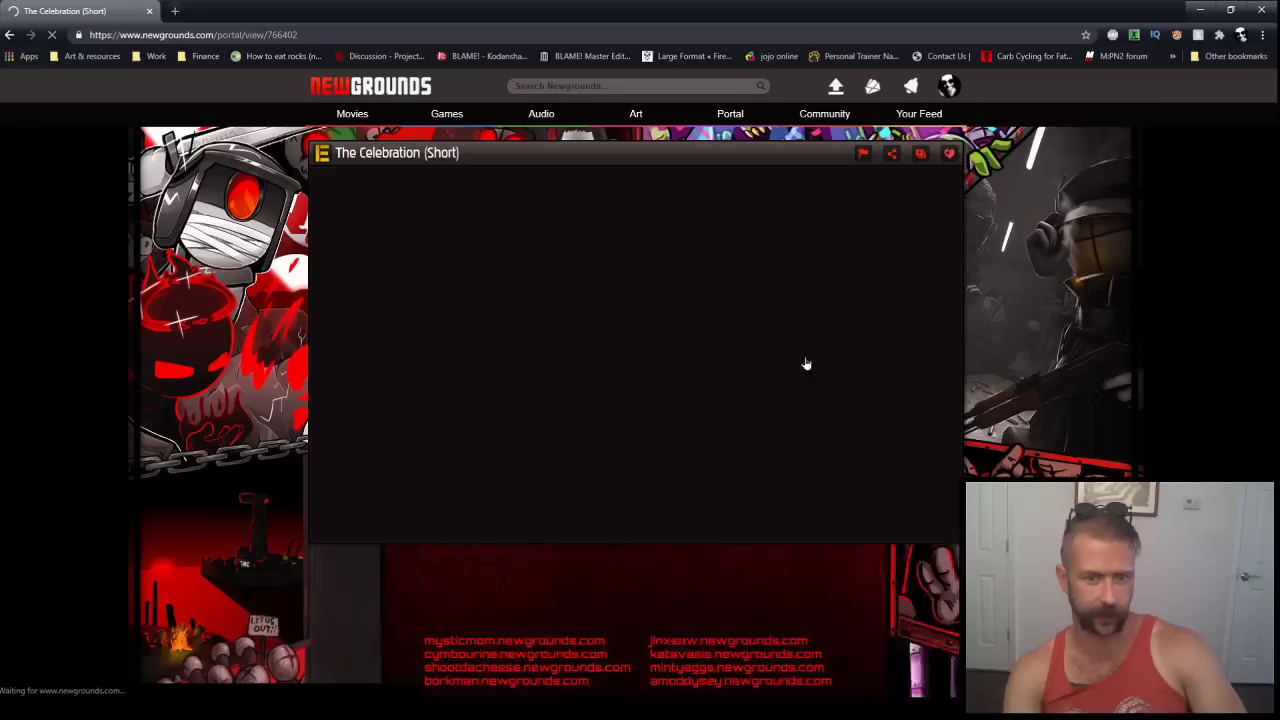 The Celebration (Short)
https://www.newgrounds.com/portal/view/766402
Apps
Art & resources
Work
Finance
How to eat rocks (n...
Discussion - Project...
BLAME! - Kodansha...
BLAME! Master Edit...
Large Format « Fire...
jojo online
Personal Trainer Na...
Contact Us |
Carb Cycling for Fat...
M:PN2 forum
»
Other bookmarks
NEWGROUNDS
Search Newgrounds...
Movies
Games
Audio
Art
Portal
Community
Your Feed
E The Celebration (Short)
LET US
OUT!!
mysticmom.newgrounds.com
jinxsaw.newgrounds.com
cymbourine.newgrounds.com
katavasis.newgrounds.com
shootdacheese.newgrounds.com
mintyeggs.newgrounds.com
borkman.newgrounds.com
amoddysey.newgrounds.com
Waiting for www.newgrounds.com...